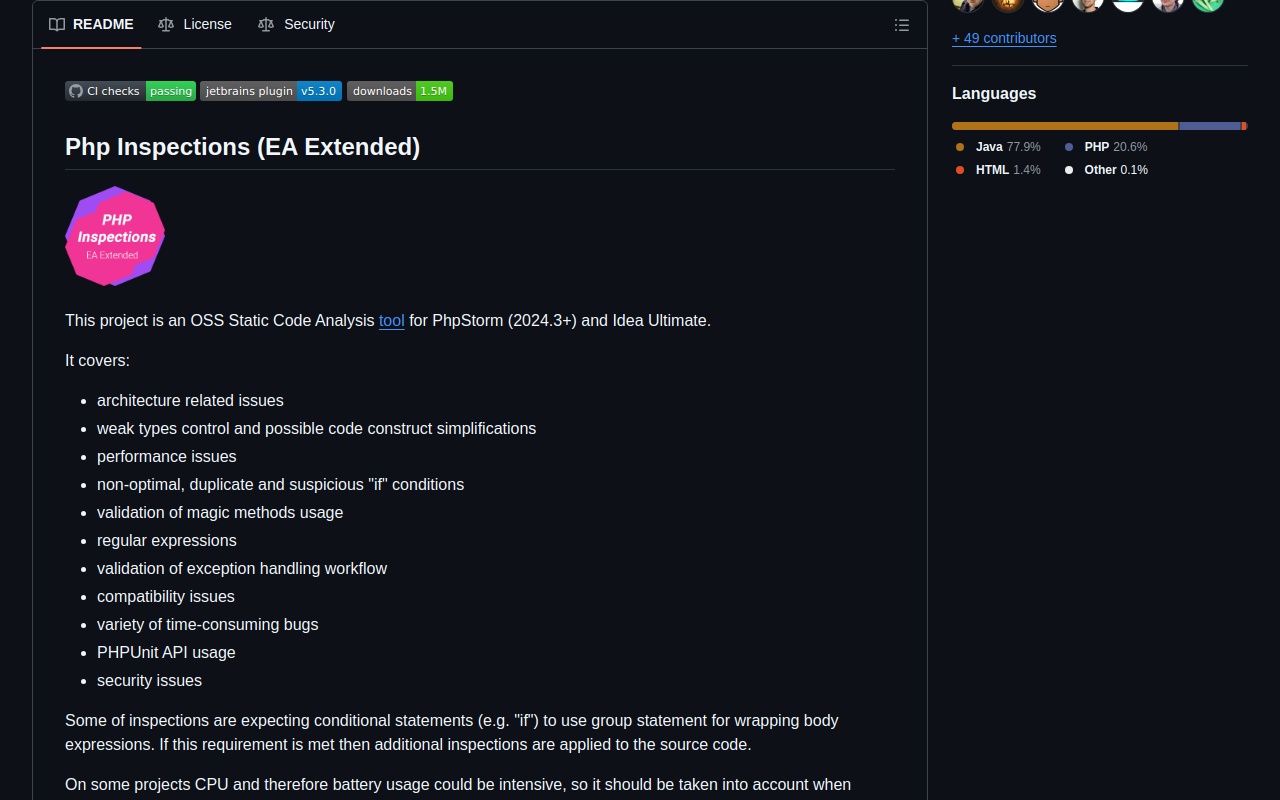 README
License
Security
+ 49 contributors
CI checks passing
jetbrains plugin v5.3.0
downloads 1.5M
Php Inspections (EA Extended)
PHP
Inspections
EA Extended
This project is an OSS Static Code Analysis tool for PhpStorm (2024.3+) and Idea Ultimate.
It covers:
architecture related issues
weak types control and possible code construct simplifications
performance issues
non-optimal, duplicate and suspicious "if" conditions
validation of magic methods usage
regular expressions
validation of exception handling workflow
compatibility issues
variety of time-consuming bugs
PHPUnit API usage
security issues
Some of inspections are expecting conditional statements (e.g. "if") to use group statement for wrapping body
expressions. If this requirement is met then additional inspections are applied to the source code.
On some projects CPU and therefore battery usage could be intensive, so it should be taken into account when
Languages
Java 77.9%
PHP 20.6%
HTML 1.4%
Other 0.1%